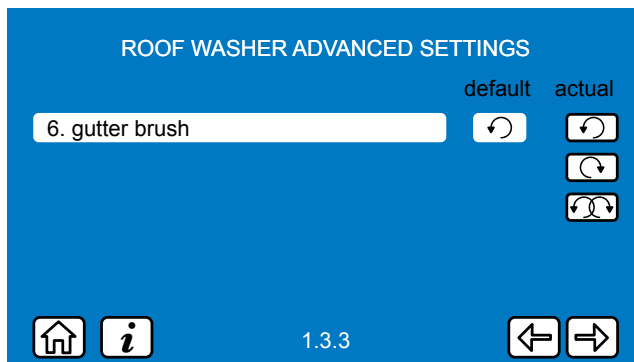 ROOF WASHER ADVANCED SETTINGS
default actual
6. gutter brush
i 1.3.3